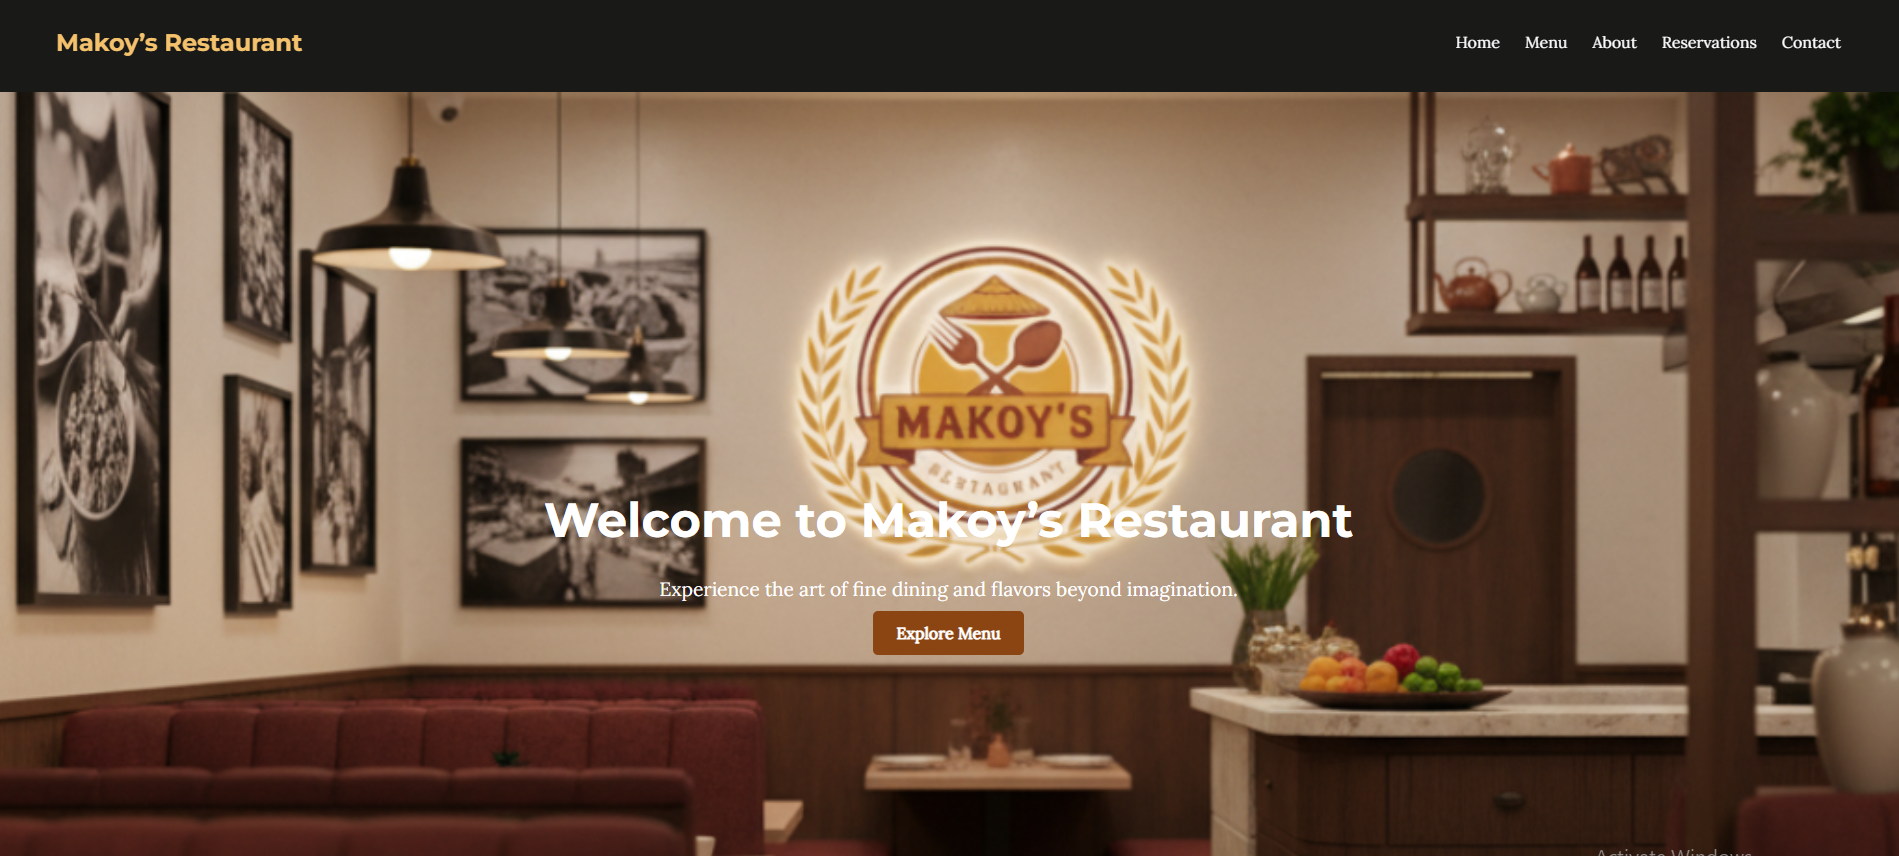 Makoy’s Restaurant
Home Menu About Reservations Contact
MAKOY'S
RESTAURANT
Welcome to Makoy’s Restaurant
Experience the art of fine dining and flavors beyond imagination.
Explore Menu
Activate Windows